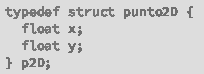 typedef struct punto2D {
  float x;
  float y;
} p2D;